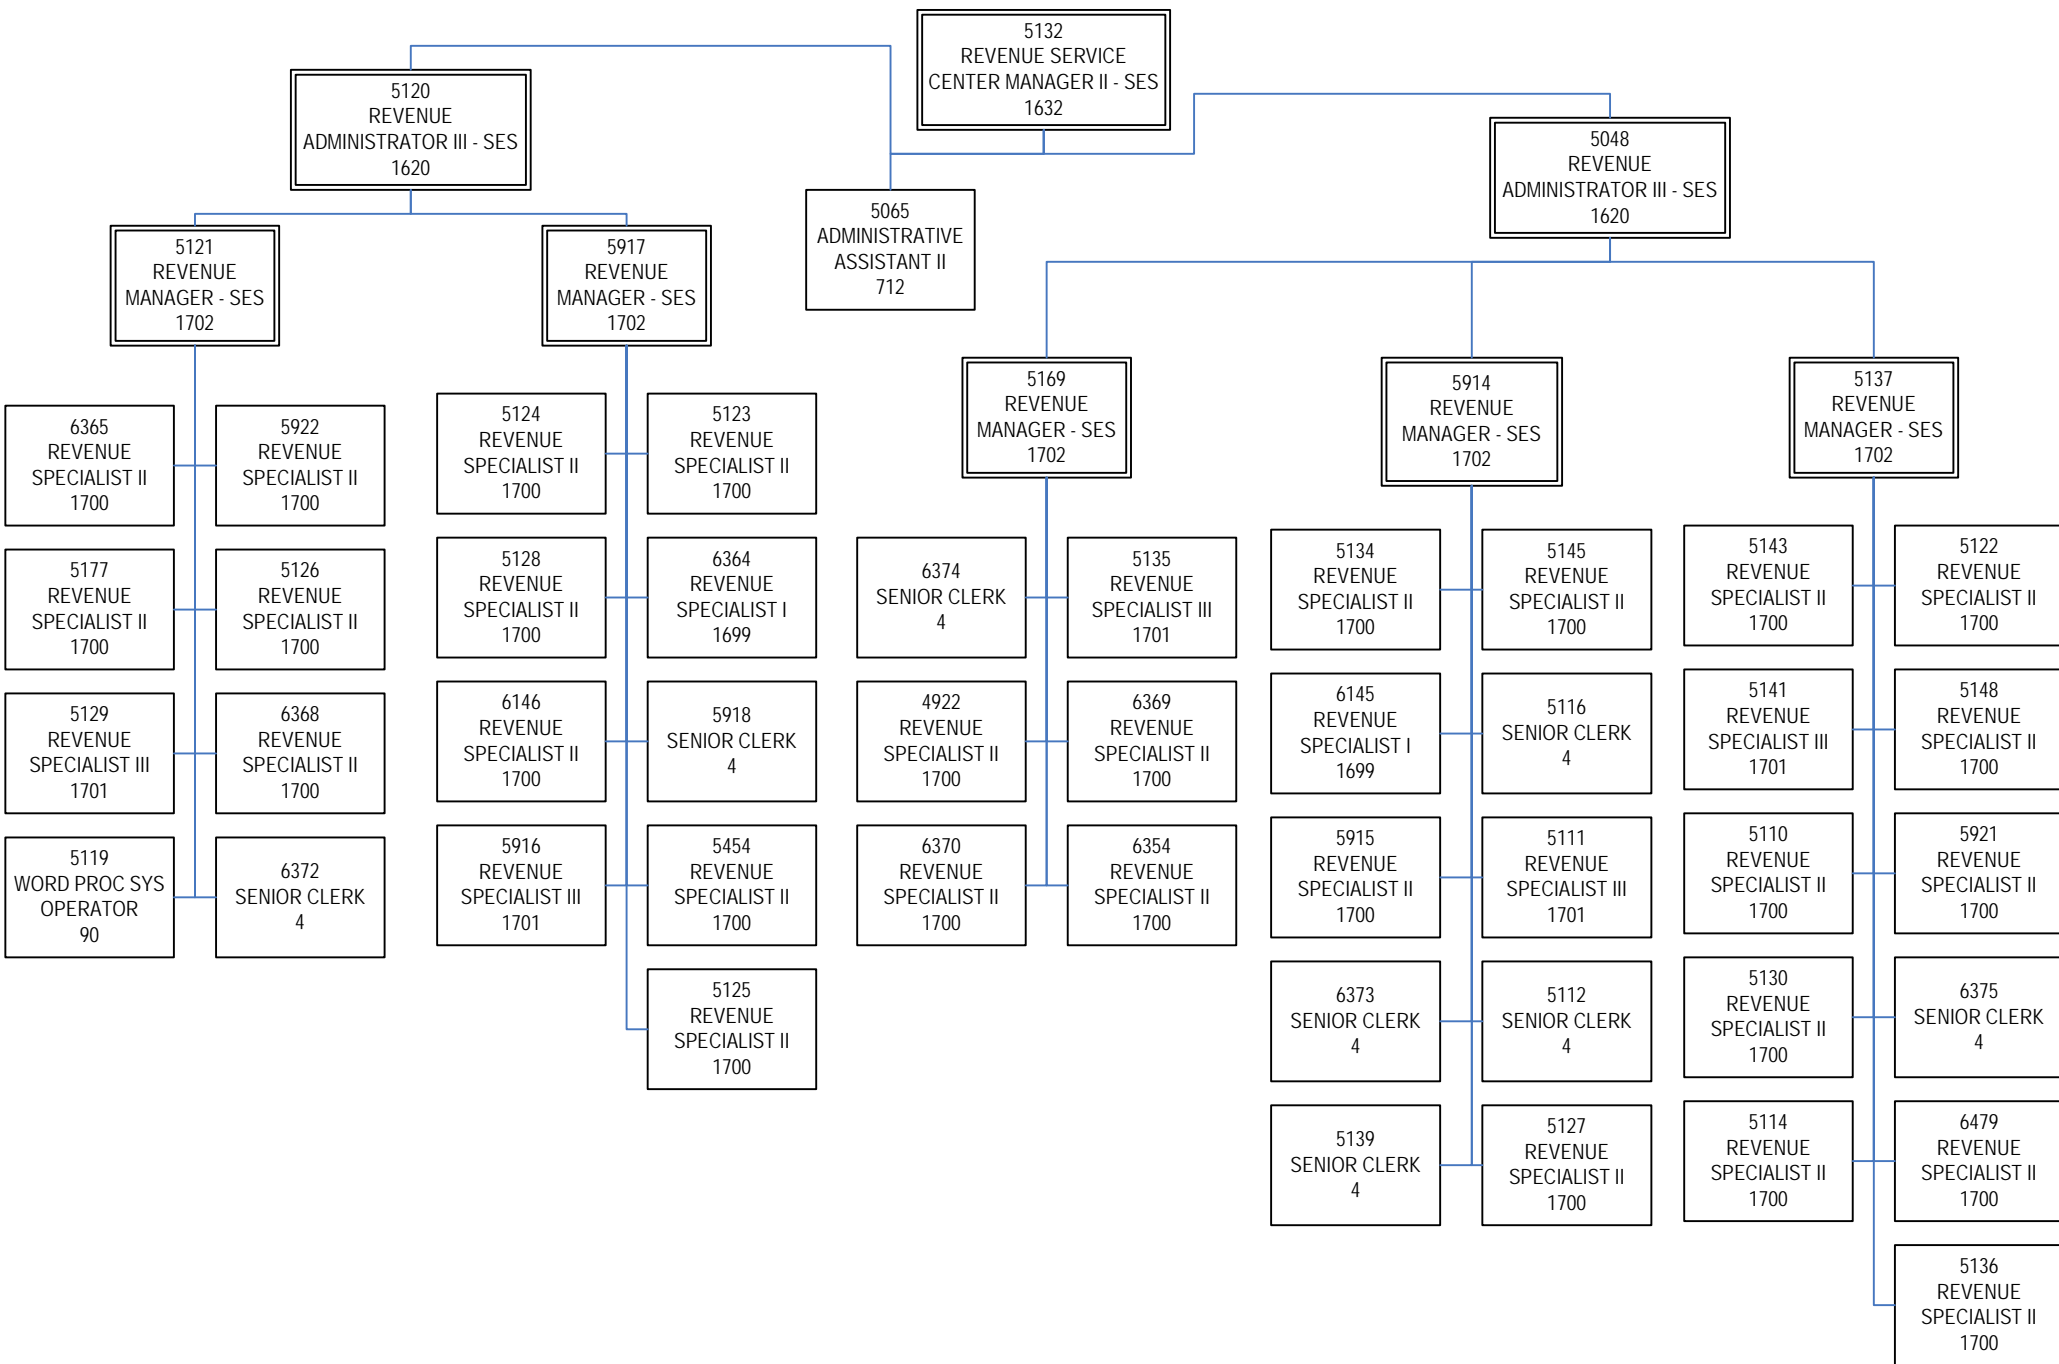 5132
REVENUE SERVICE
CENTER MANAGER II - SES
1632
5120
REVENUE
ADMINISTRATOR III - SES
1620
5048
REVENUE
ADMINISTRATOR III - SES
1620
5065
ADMINISTRATIVE
ASSISTANT II
712
5121
REVENUE
MANAGER - SES
1702
5917
REVENUE
MANAGER - SES
1702
5169
REVENUE
MANAGER - SES
1702
5914
REVENUE
MANAGER - SES
1702
5137
REVENUE
MANAGER - SES
1702
6365
REVENUE
SPECIALIST II
1700
5922
REVENUE
SPECIALIST II
1700
5177
REVENUE
SPECIALIST II
1700
5126
REVENUE
SPECIALIST II
1700
5129
REVENUE
SPECIALIST III
1701
6368
REVENUE
SPECIALIST II
1700
5119
WORD PROC SYS
OPERATOR
90
6372
SENIOR CLERK
4
5124
REVENUE
SPECIALIST II
1700
5123
REVENUE
SPECIALIST II
1700
5128
REVENUE
SPECIALIST II
1700
6364
REVENUE
SPECIALIST I
1699
6146
REVENUE
SPECIALIST II
1700
5918
SENIOR CLERK
4
5916
REVENUE
SPECIALIST III
1701
5454
REVENUE
SPECIALIST II
1700
5125
REVENUE
SPECIALIST II
1700
6374
SENIOR CLERK
4
5135
REVENUE
SPECIALIST III
1701
4922
REVENUE
SPECIALIST II
1700
6369
REVENUE
SPECIALIST II
1700
6370
REVENUE
SPECIALIST II
1700
6354
REVENUE
SPECIALIST II
1700
5134
REVENUE
SPECIALIST II
1700
5145
REVENUE
SPECIALIST II
1700
6145
REVENUE
SPECIALIST I
1699
5116
SENIOR CLERK
4
5915
REVENUE
SPECIALIST II
1700
5111
REVENUE
SPECIALIST III
1701
6373
SENIOR CLERK
4
5112
SENIOR CLERK
4
5139
SENIOR CLERK
4
5127
REVENUE
SPECIALIST II
1700
5143
REVENUE
SPECIALIST II
1700
5122
REVENUE
SPECIALIST II
1700
5141
REVENUE
SPECIALIST III
1701
5148
REVENUE
SPECIALIST II
1700
5110
REVENUE
SPECIALIST II
1700
5921
REVENUE
SPECIALIST II
1700
5130
REVENUE
SPECIALIST II
1700
6375
SENIOR CLERK
4
5114
REVENUE
SPECIALIST II
1700
6479
REVENUE
SPECIALIST II
1700
5136
REVENUE
SPECIALIST II
1700